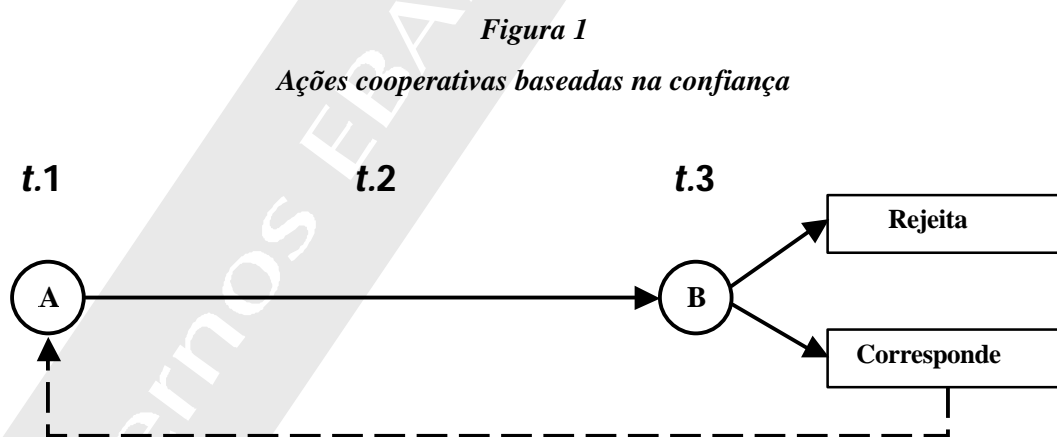 Figura 1
Ações cooperativas baseadas na confiança
t.1 t.2 t.3
Rejeita
A B
Corresponde